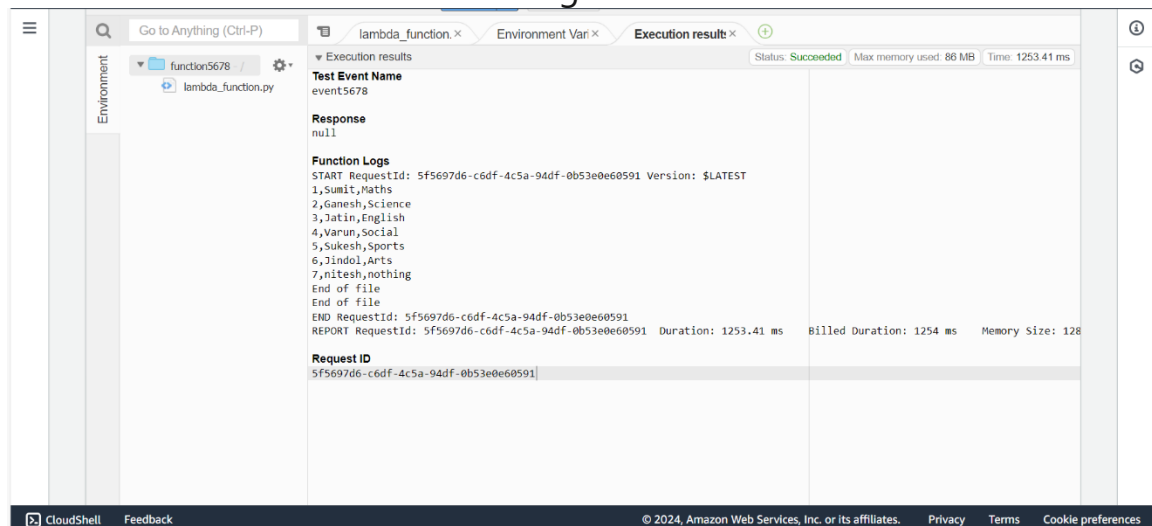 Go to Anything (Ctrl-P)
lambda_function. ×
Environment Vari ×
Execution results ×
Environment
function5678 /
lambda_function.py
Execution results
Status: Succeeded
Max memory used: 86 MB
Time: 1253.41 ms
Test Event Name
event5678
Response
null
Function Logs
START RequestId: 5f5697d6-c6df-4c5a-94df-0b53e0e60591 Version: $LATEST
1,Sumit,Maths
2,Ganesh,Science
3,Jatin,English
4,Varun,Social
5,Sukesh,Sports
6,Jindol,Arts
7,nitesh,nothing
End of file
End of file
END RequestId: 5f5697d6-c6df-4c5a-94df-0b53e0e60591
REPORT RequestId: 5f5697d6-c6df-4c5a-94df-0b53e0e60591 Duration: 1253.41 ms Billed Duration: 1254 ms Memory Size: 128
Request ID
5f5697d6-c6df-4c5a-94df-0b53e0e60591
CloudShell Feedback © 2024, Amazon Web Services, Inc. or its affiliates. Privacy Terms Cookie preferences